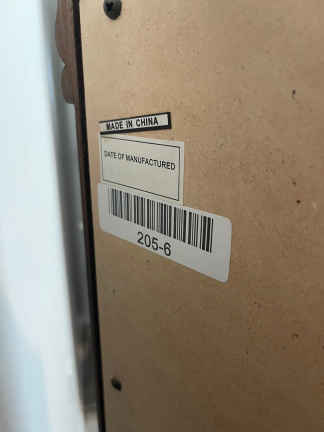 MADE IN CHINA
DATE OF MANUFACTURED
205-6